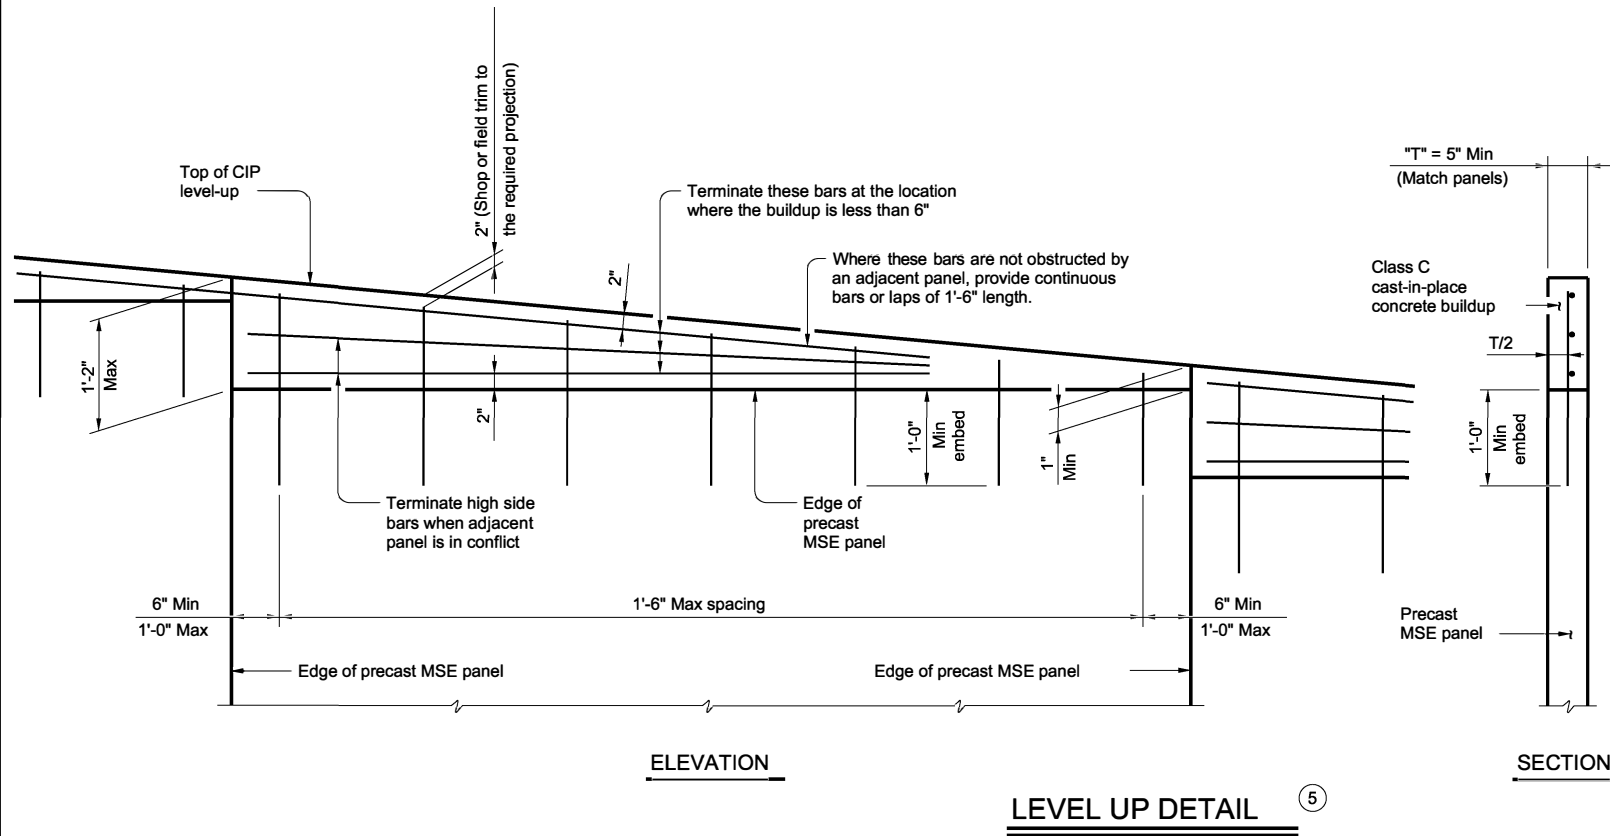 2" (Shop or field trim to
the required projection)
"T" = 5" Min
(Match panels)
Top of CIP
level-up
Terminate these bars at the location
where the buildup is less than 6"
2"
Where these bars are not obstructed by
an adjacent panel, provide continuous
bars or laps of 1'-6" length.
Class C
cast-in-place
concrete buildup
T/2
1'-2"
Max
2"
1'-0"
Min
embed
1"
Min
1'-0"
Min
embed
Terminate high side
bars when adjacent
panel is in conflict
Edge of
precast
MSE panel
6" Min
1'-0" Max
1'-6" Max spacing
6" Min
1'-0" Max
Precast
MSE panel
Edge of precast MSE panel
Edge of precast MSE panel
ELEVATION
SECTION
LEVEL UP DETAIL 5